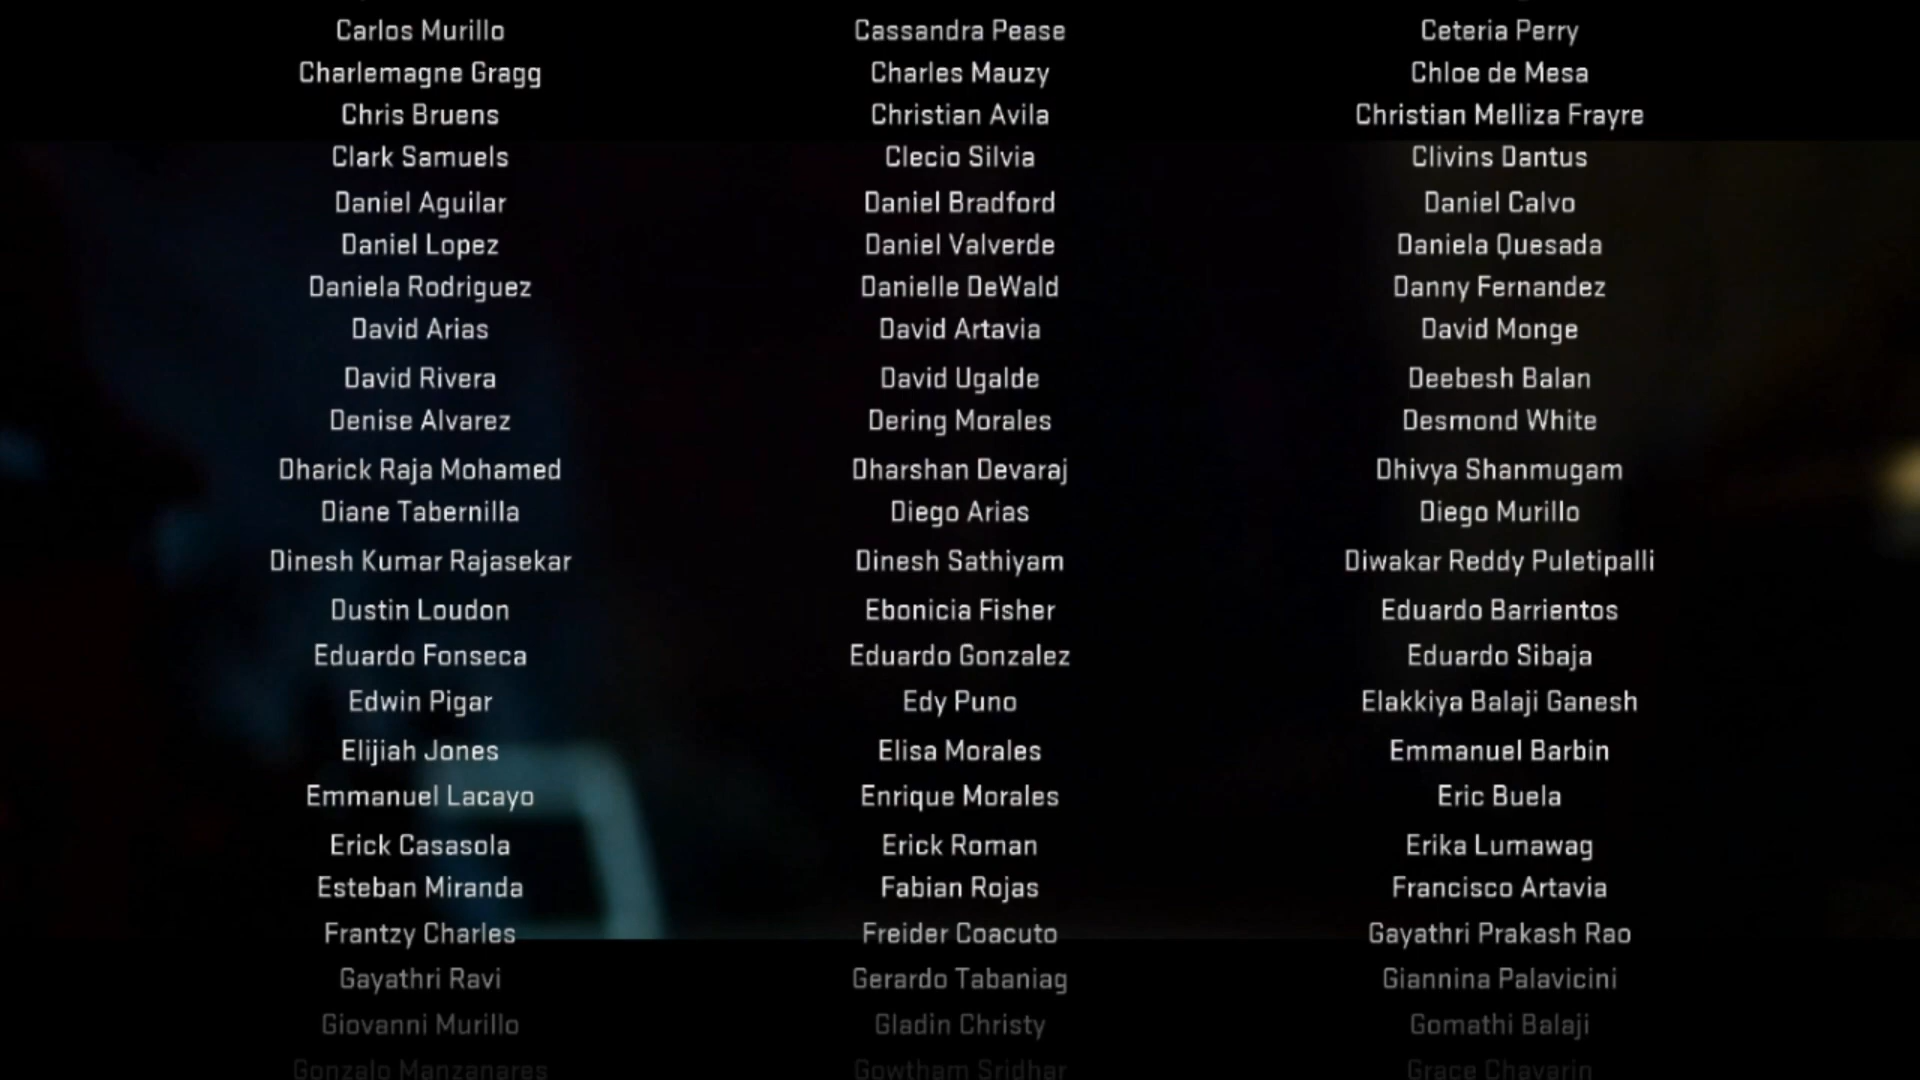 Carlos Murillo Cassandra Pease Ceteria Perry
Charlemagne Gragg Charles Mauzy Chloe de Mesa
Chris Bruens Christian Avila Christian Melliza Frayre
Clark Samuels Clecio Silvia Clivins Dantus
Daniel Aguilar Daniel Bradford Daniel Calvo
Daniel Lopez Daniel Valverde Daniela Quesada
Daniela Rodriguez Danielle DeWald Danny Fernandez
David Arias David Artavia David Monge
David Rivera David Ugalde Deebesh Balan
Denise Alvarez Dering Morales Desmond White
Dharick Raja Mohamed Dharshan Devaraj Dhivya Shanmugam
Diane Tabernilla Diego Arias Diego Murillo
Dinesh Kumar Rajasekar Dinesh Sathiyam Diwakar Reddy Puletipalli
Dustin Loudon Ebonicia Fisher Eduardo Barrientos
Eduardo Fonseca Eduardo Gonzalez Eduardo Sibaja
Edwin Pigar Edy Puno Elakkiya Balaji Ganesh
Elijiah Jones Elisa Morales Emmanuel Barbin
Emmanuel Lacayo Enrique Morales Eric Buela
Erick Casasola Erick Roman Erika Lumawag
Esteban Miranda Fabian Rojas Francisco Artavia
Frantzy Charles Freider Coacuto Gayathri Prakash Rao
Gayathri Ravi Gerardo Tabaniag Giannina Palavicini
Giovanni Murillo Gladin Christy Gomathi Balaji
Gonzalo Manzanares Gowtham Sridhar Grace Chavarin